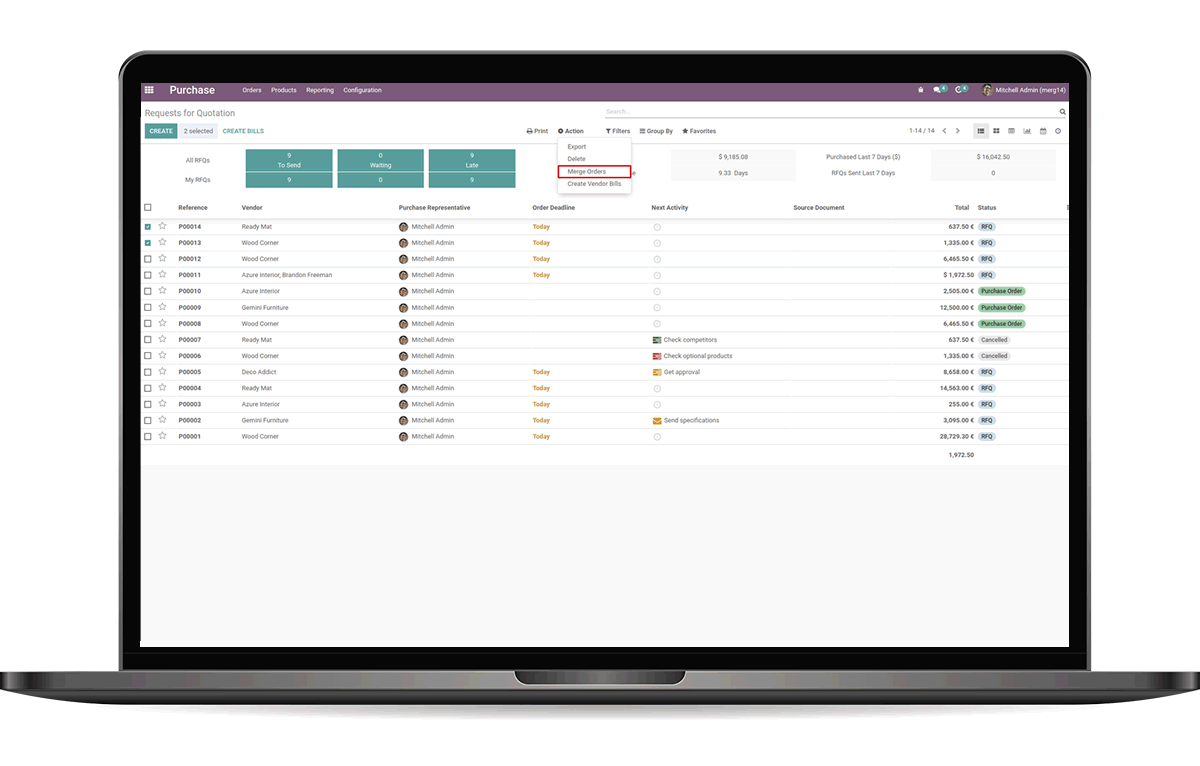 Purchase Orders Products Reporting Configuration 4 4 Mitchell Admin (merg14)
Requests for Quotation Search...
CREATE 2 selected CREATE BILLS Print Action Filters Group By Favorites 1-14 / 14
Export
Delete
Merge Orders
Create Vendor Bills
All RFQs 9 To Send 0 Waiting 9 Late $ 9,185.08 Purchased Last 7 Days ($) $ 16,042.50
My RFQs 9 0 9 e 9.33 Days RFQs Sent Last 7 Days 0
Reference Vendor Purchase Representative Order Deadline Next Activity Source Document Total Status
P00014 Ready Mat Mitchell Admin Today 637.50 € RFQ
P00013 Wood Corner Mitchell Admin Today 1,335.00 € RFQ
P00012 Wood Corner Mitchell Admin Today 6,465.50 € RFQ
P00011 Azure Interior, Brandon Freeman Mitchell Admin Today $ 1,972.50 RFQ
P00010 Azure Interior Mitchell Admin 2,505.00 € Purchase Order
P00009 Gemini Furniture Mitchell Admin 12,500.00 € Purchase Order
P00008 Wood Corner Mitchell Admin 6,465.50 € Purchase Order
P00007 Ready Mat Mitchell Admin Check competitors 637.50 € Cancelled
P00006 Wood Corner Mitchell Admin Check optional products 1,335.00 € Cancelled
P00005 Deco Addict Mitchell Admin Today Get approval 8,658.00 € RFQ
P00004 Ready Mat Mitchell Admin Today 14,563.00 € RFQ
P00003 Azure Interior Mitchell Admin Today 255.00 € RFQ
P00002 Gemini Furniture Mitchell Admin Today Send specifications 3,095.00 € RFQ
P00001 Wood Corner Mitchell Admin Today 28,729.30 € RFQ
1,972.50